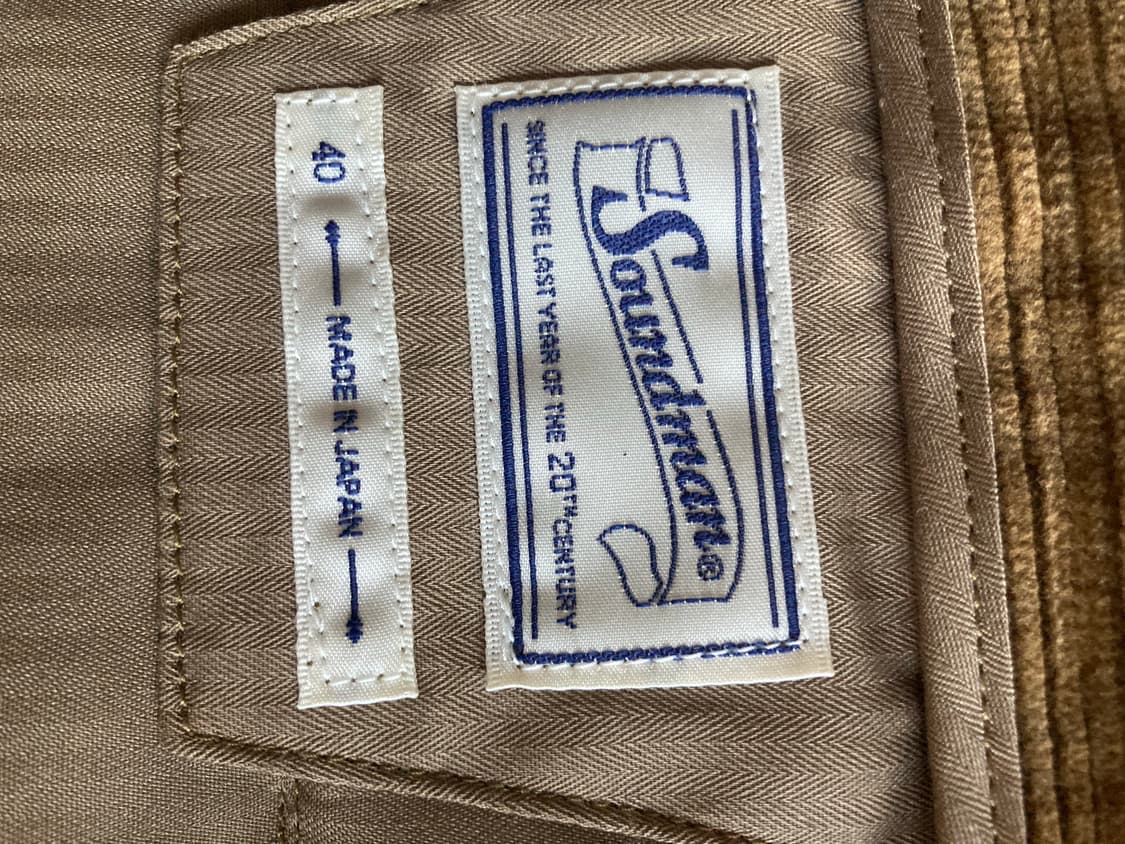 Soundman®
SINCE THE LAST YEAR OF THE 20TH CENTURY
40 MADE IN JAPAN